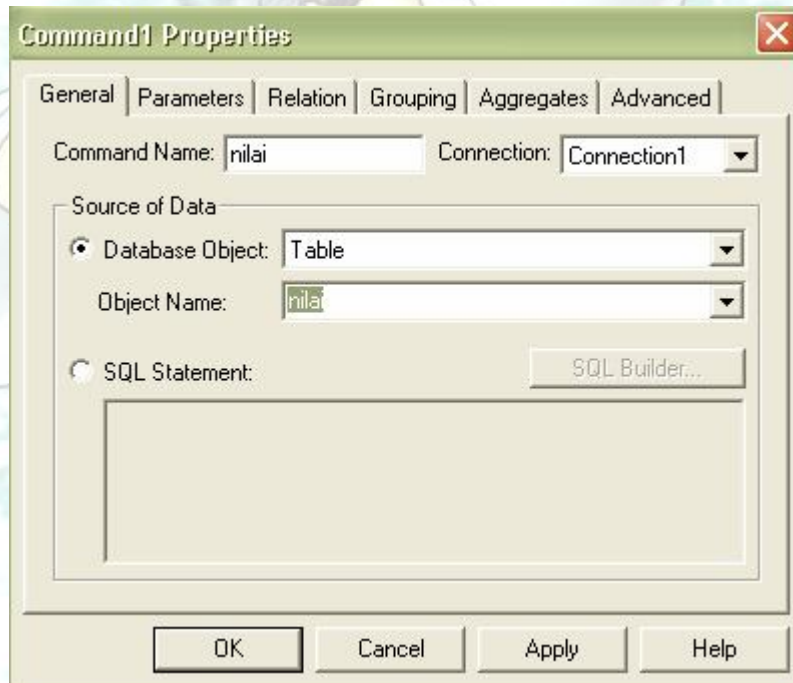 Command1 Properties
General Parameters Relation Grouping Aggregates Advanced
Command Name: nilai Connection: Connection1
Source of Data
Database Object: Table
Object Name: nilai
SQL Statement: SQL Builder...
OK Cancel Apply Help